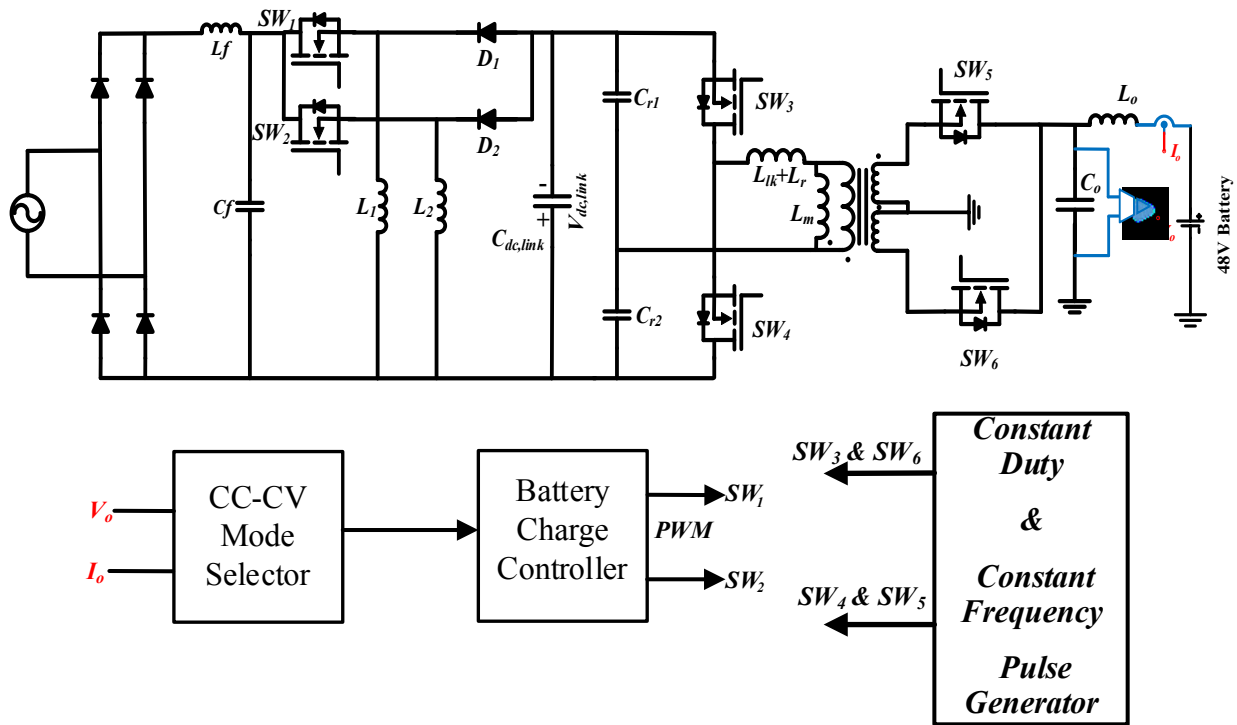 SW1
Lf
D1
SW2
D2
Cf
L1
L2
-
+
Cdc,link
Vdc,link
Cr1
Cr2
SW3
SW4
Llk+Lr
Lm
SW5
SW6
Lo
Io
Co
o
48V Battery
Vo
Io
CC-CV
Mode
Selector
Battery
Charge
Controller
SW1
PWM
SW2
SW3 & SW6
SW4 & SW5
Constant
Duty
&
Constant
Frequency
Pulse
Generator